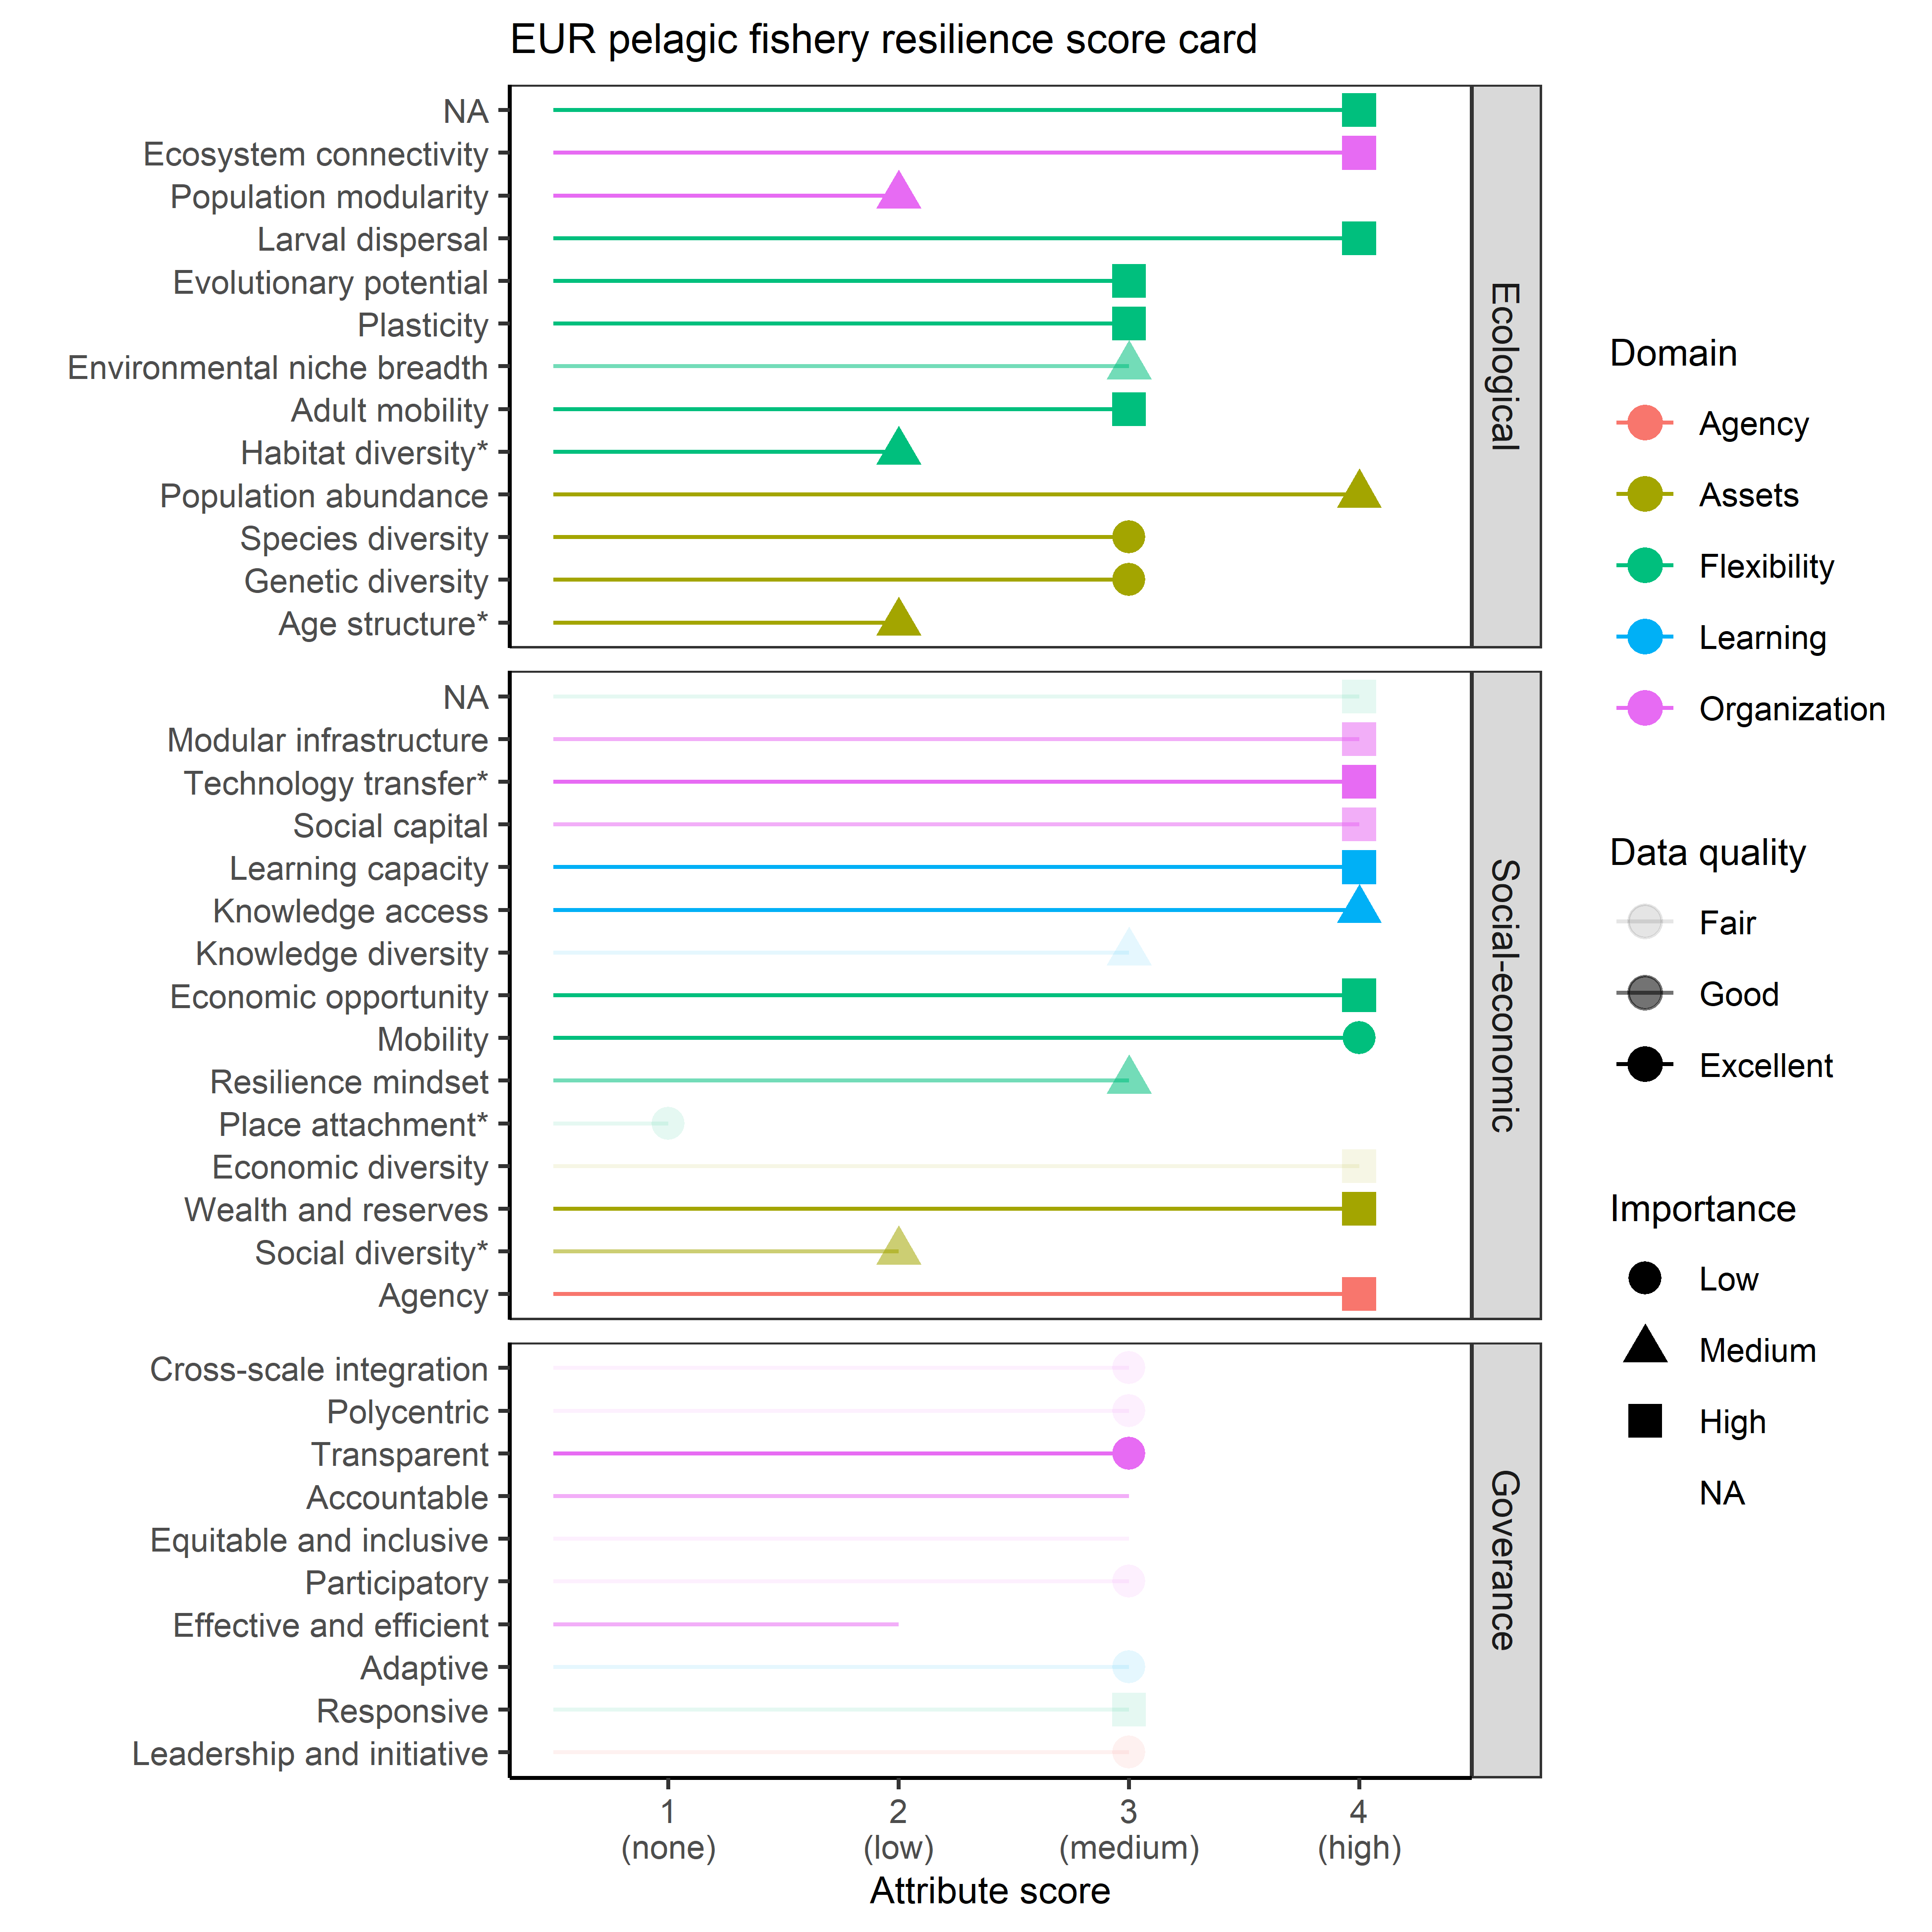 EUR pelagic fishery resilience score card
NA
Ecosystem connectivity
Population modularity
Larval dispersal
Evolutionary potential
Plasticity
Environmental niche breadth
Adult mobility
Habitat diversity*
Population abundance
Species diversity
Genetic diversity
Age structure*
Ecological
NA
Modular infrastructure
Technology transfer*
Social capital
Learning capacity
Knowledge access
Knowledge diversity
Economic opportunity
Mobility
Resilience mindset
Place attachment*
Economic diversity
Wealth and reserves
Social diversity*
Agency
Social-economic
Cross-scale integration
Polycentric
Transparent
Accountable
Equitable and inclusive
Participatory
Effective and efficient
Adaptive
Responsive
Leadership and initiative
Goverance
1 2 3 4
(none) (low) (medium) (high)
Attribute score
Domain
Agency
Assets
Flexibility
Learning
Organization
Data quality
Fair
Good
Excellent
Importance
Low
Medium
High
NA